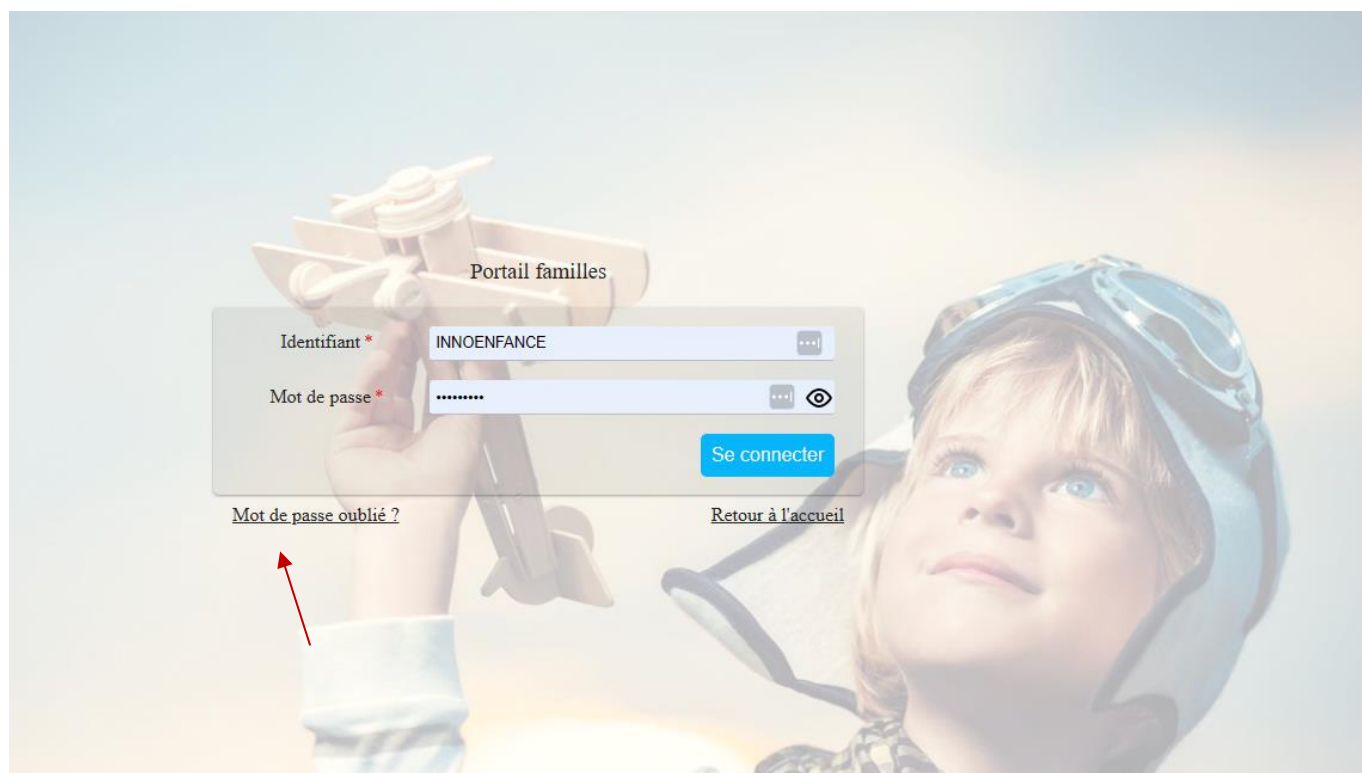 Portail familles
Identifiant *
INNOENFANCE
Mot de passe *
•••••••••
Se connecter
Mot de passe oublié ?
Retour à l'accueil